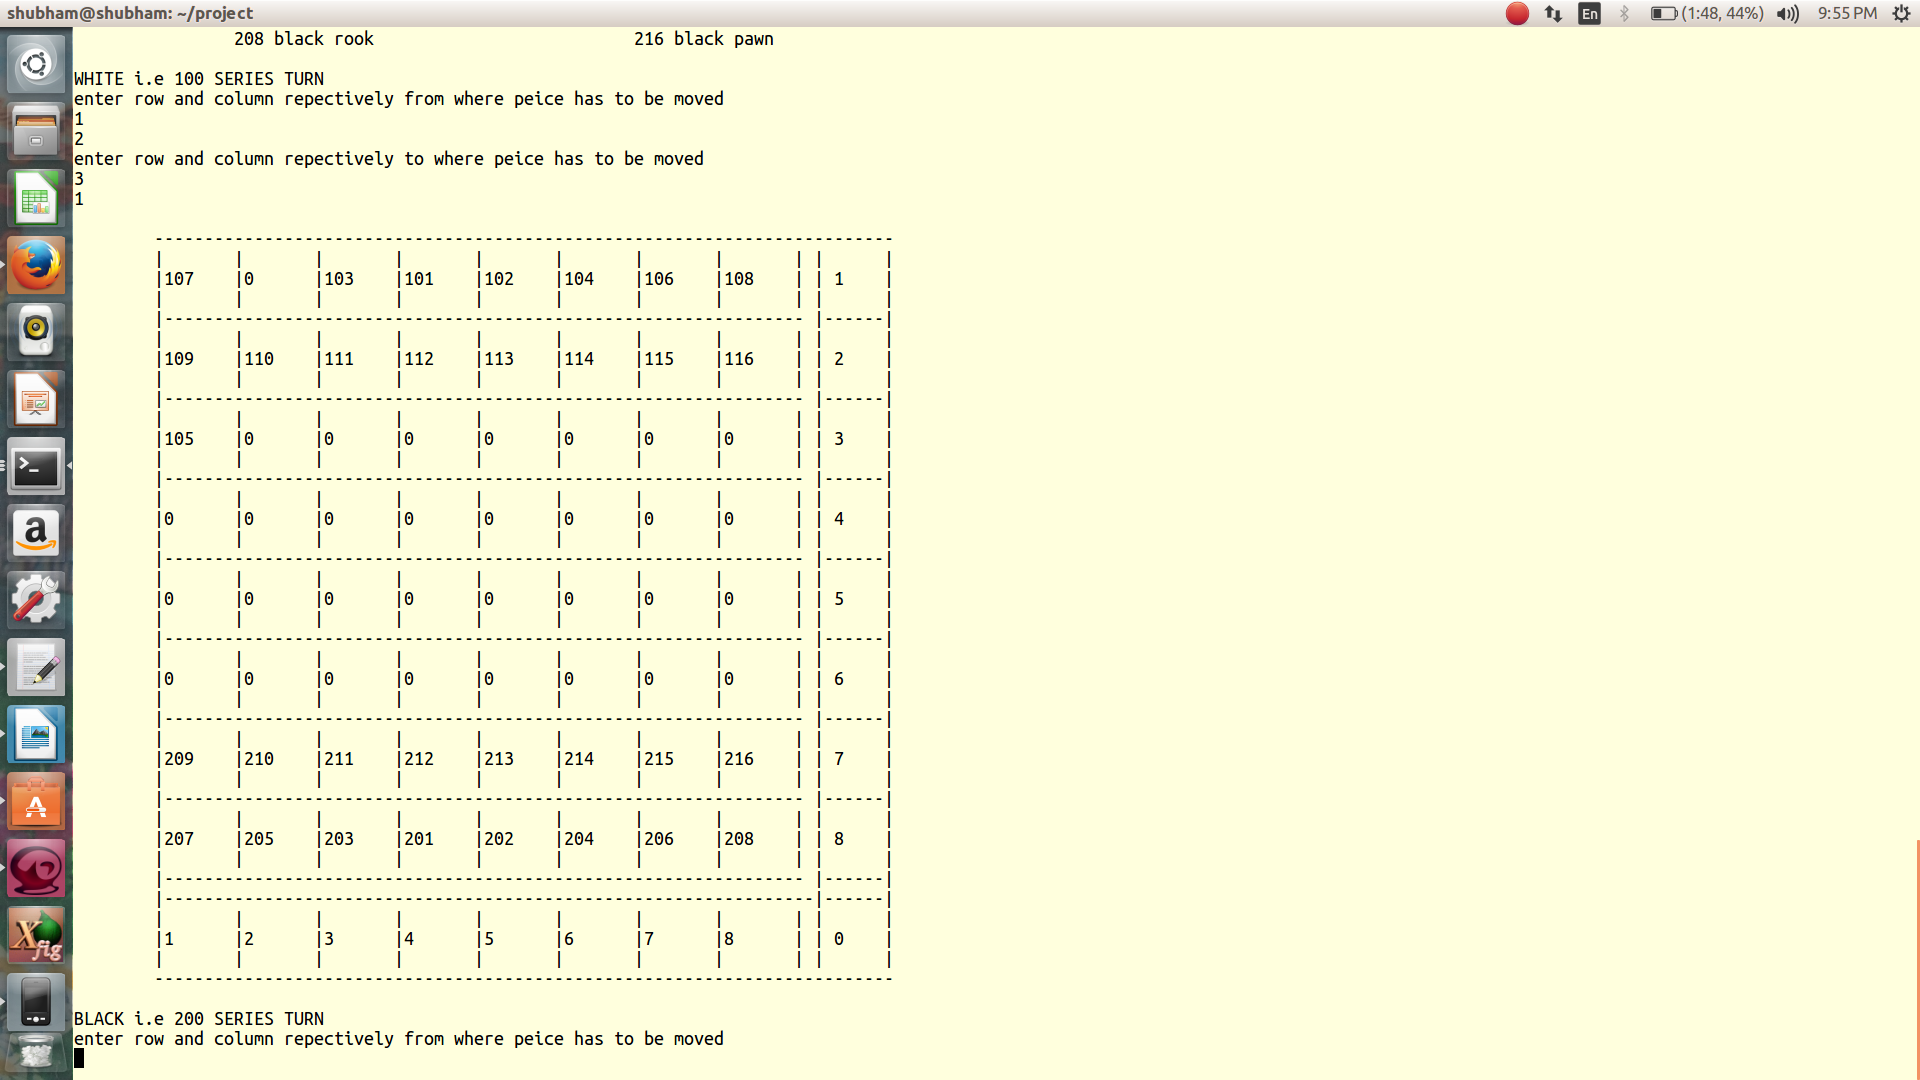 shubham@shubham: ~/project
En (1:48, 44%) 9:55 PM
208 black rook 216 black pawn
WHITE i.e 100 SERIES TURN
enter row and column repectively from where peice has to be moved
1
2
enter row and column repectively to where peice has to be moved
3
1
107 0 103 101 102 104 106 108 1
109 110 111 112 113 114 115 116 2
105 0 0 0 0 0 0 0 3
0 0 0 0 0 0 0 0 4
0 0 0 0 0 0 0 0 5
0 0 0 0 0 0 0 0 6
209 210 211 212 213 214 215 216 7
207 205 203 201 202 204 206 208 8
1 2 3 4 5 6 7 8 0
BLACK i.e 200 SERIES TURN
enter row and column repectively from where peice has to be moved
a
X
fig